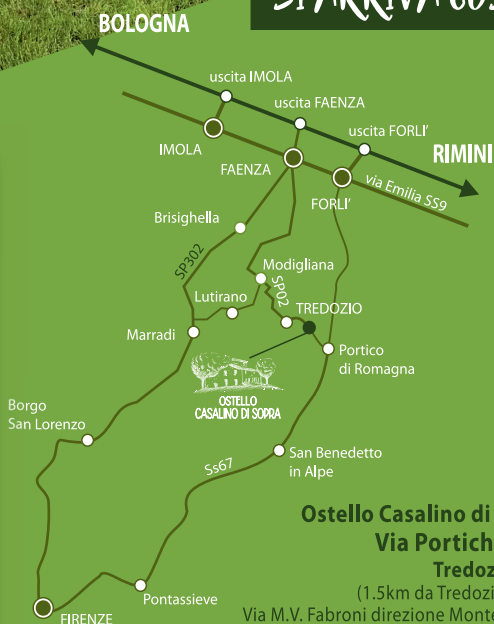 SI ARRIVA
BOLOGNA
uscita IMOLA
uscita FAENZA
uscita FORLI'
RIMINI
IMOLA
FAENZA
FORLI'
via Emilia SS9
Brisighella
SP302
Modigliana
SP02
Lutirano
TREDOZIO
Marradi
Portico
di Romagna
OSTELLO
CASALINO DI SOPRA
Borgo
San Lorenzo
Ss67
San Benedetto
in Alpe
Ostello Casalino di
Via Portich
Tredoz
(1.5km da Tredozi
Via M.V. Fabroni direzione Monte
Pontassieve
FIRENZE